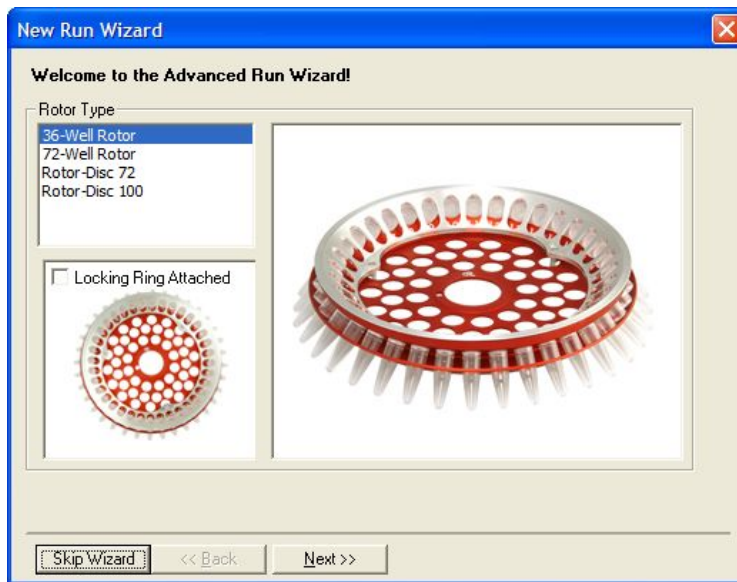 New Run Wizard
Welcome to the Advanced Run Wizard!
Rotor Type
36-Well Rotor
72-Well Rotor
Rotor-Disc 72
Rotor-Disc 100
Locking Ring Attached
Skip Wizard
<< Back
Next >>